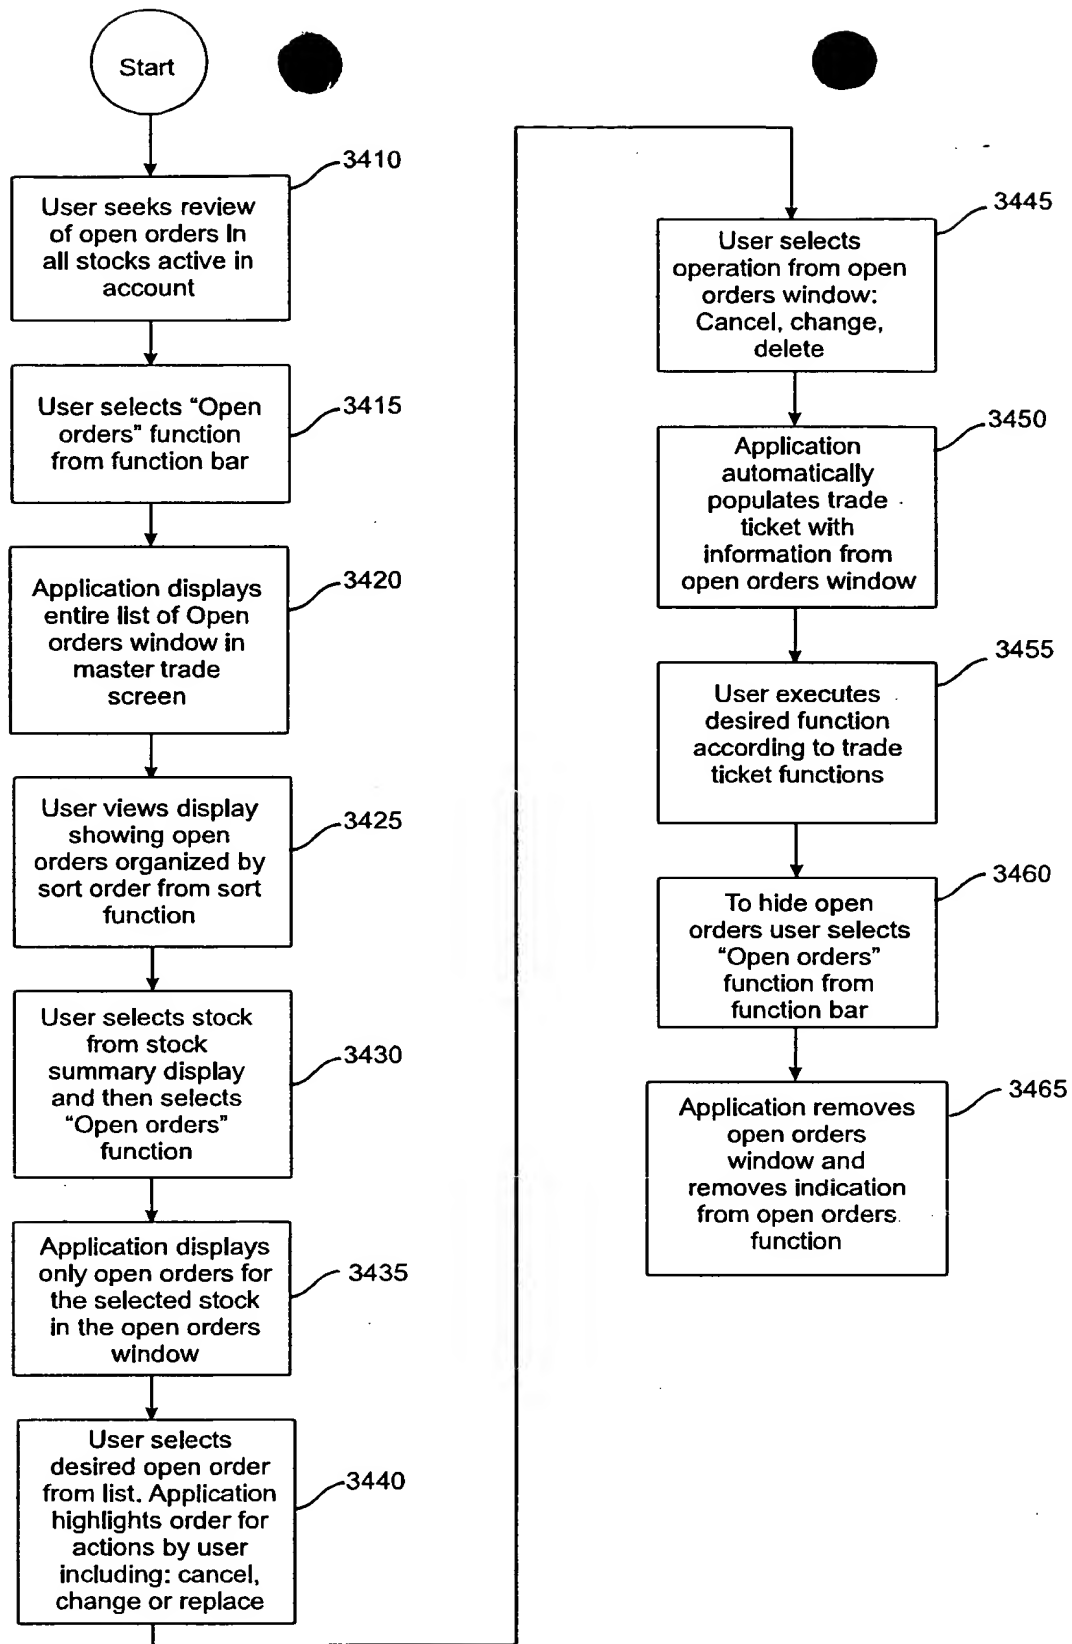 Start
3410
User seeks review
of open orders In
all stocks active in
account
3415
User selects “Open
orders” function
from function bar
3420
Application displays
entire list of Open
orders window in
master trade
screen
3425
User views display
showing open
orders organized by
sort order from sort
function
3430
User selects stock
from stock
summary display
and then selects
“Open orders”
function
3435
Application displays
only open orders for
the selected stock
in the open orders
window
3440
User selects
desired open order
from list. Application
highlights order for
actions by user
including: cancel,
change or replace
3445
User selects
operation from open
orders window:
Cancel, change,
delete
3450
Application
automatically
populates trade
ticket with
information from
open orders window
3455
User executes
desired function
according to trade
ticket functions
3460
To hide open
orders user selects
“Open orders”
function from
function bar
3465
Application removes
open orders
window and
removes indication
from open orders
function